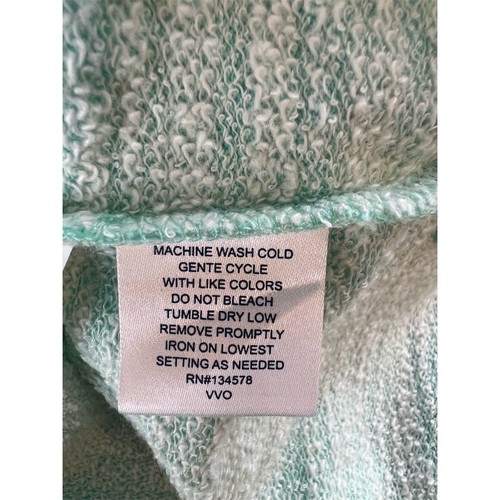 MACHINE WASH COLD
GENTE CYCLE
WITH LIKE COLORS
DO NOT BLEACH
TUMBLE DRY LOW
REMOVE PROMPTLY
IRON ON LOWEST
SETTING AS NEEDED
RN#134578
VVO